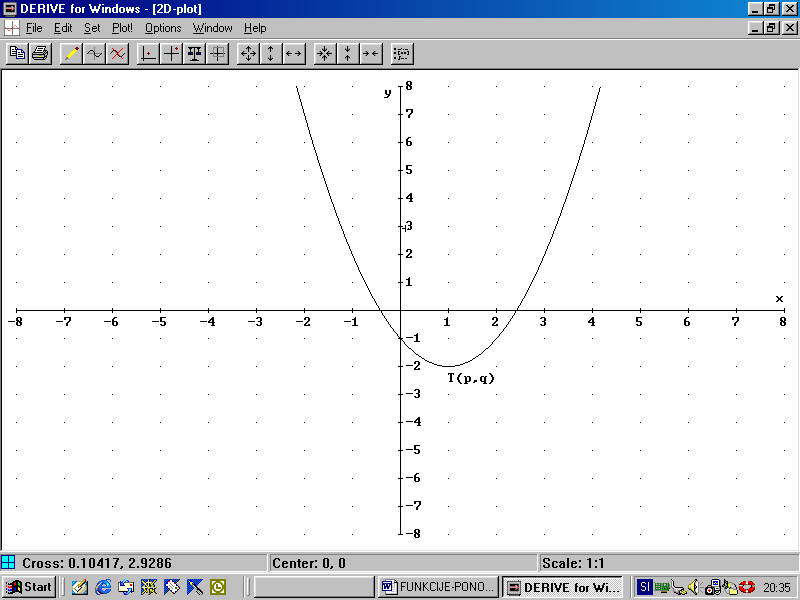 DERIVE for Windows - [2D-plot]
File Edit Set Plot! Options Window Help
y
8
7
6
5
4
3
2
1
x
-8 -7 -6 -5 -4 -3 -2 -1 1 2 3 4 5 6 7 8
-1
-2
T(p,q)
-3
-4
-5
-6
-7
-8
Cross: 0.10417, 2.9286 Center: 0, 0 Scale: 1:1
Start FUNKCIJE-PONO... DERIVE for Wi... SI 20:35